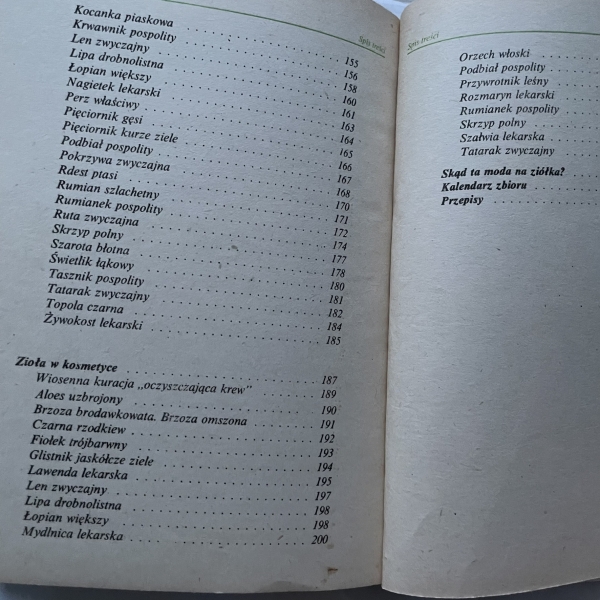 Spis treści
Kocanka piaskowa . . . 155
Krwawnik pospolity . . . 156
Len zwyczajny . . . 158
Lipa drobnolistna . . . 160
Łopian większy . . . 161
Nagietek lekarski . . . 163
Perz właściwy . . . 164
Pięciornik gęsi . . . 165
Pięciornik kurze ziele . . . 166
Podbiał pospolity . . . 167
Pokrzywa zwyczajna . . . 168
Rdest ptasi . . . 170
Rumian szlachetny . . . 171
Rumianek pospolity . . . 172
Ruta zwyczajna . . . 174
Skrzyp polny . . . 177
Szarota błotna . . . 178
Świetlik łąkowy . . . 180
Tasznik pospolity . . . 181
Tatarak zwyczajny . . . 182
Topola czarna . . . 184
Żywokost lekarski . . . 185
Zioła w kosmetyce . . . 187
Wiosenna kuracja „oczyszczająca krew” . . . 189
Aloes uzbrojony . . . 190
Brzoza brodawkowata. Brzoza omszona . . . 191
Czarna rzodkiew . . . 192
Fiołek trójbarwny . . . 193
Glistnik jaskółcze ziele . . . 194
Lawenda lekarska . . . 195
Len zwyczajny . . . 197
Lipa drobnolistna . . . 198
Łopian większy . . . 198
Mydlnica lekarska . . . 200
Spis treści
Orzech włoski . . .
Podbiał pospolity . . .
Przywrotnik leśny . . .
Rozmaryn lekarski . . .
Rumianek pospolity . . .
Skrzyp polny . . .
Szałwia lekarska . . .
Tatarak zwyczajny . . .
Skąd ta moda na ziółka? . . .
Kalendarz zbioru . . .
Przepisy . . .